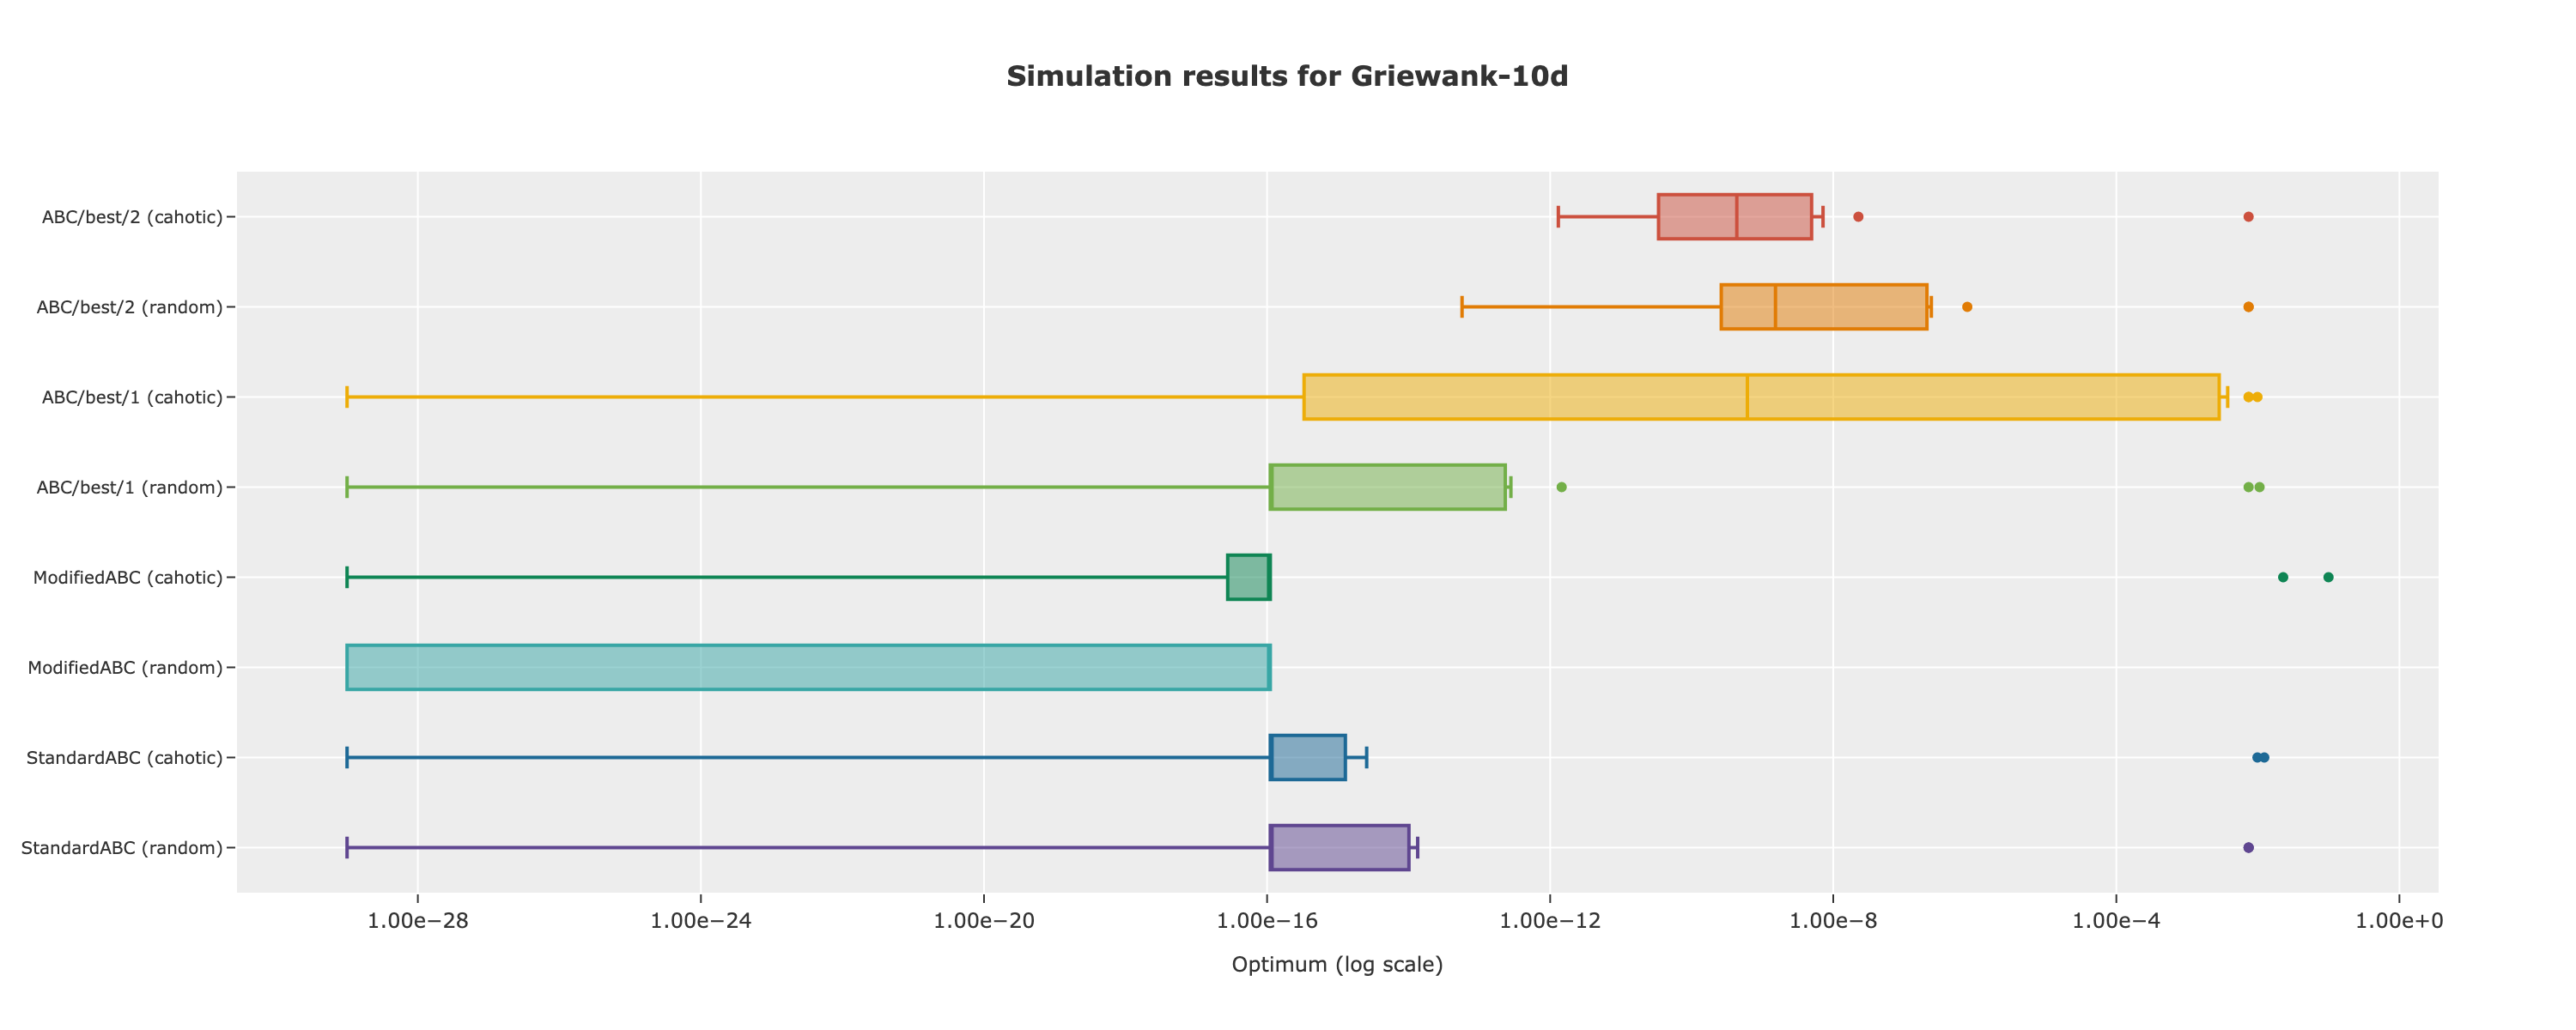 Simulation results for Griewank-10d
ABC/best/2 (cahotic)
ABC/best/2 (random)
ABC/best/1 (cahotic)
ABC/best/1 (random)
ModifiedABC (cahotic)
ModifiedABC (random)
StandardABC (cahotic)
StandardABC (random)
1.00e−28 1.00e−24 1.00e−20 1.00e−16 1.00e−12 1.00e−8 1.00e−4 1.00e+0
Optimum (log scale)